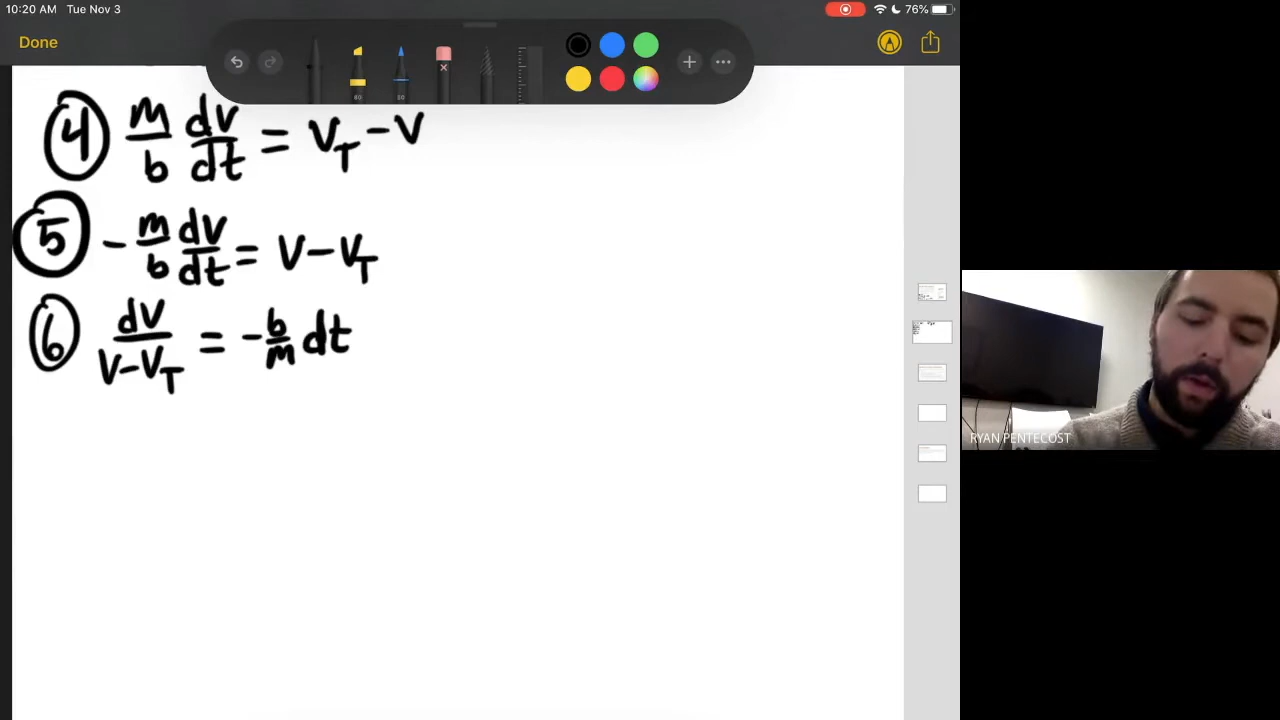 10:20 AM Tue Nov 3
76%
Done
④ m/b dv/dt = v_T - v
⑤ - m/b dv/dt = v - v_T
⑥ dv/(v - v_T) = - b/m dt
RYAN PENTECOST